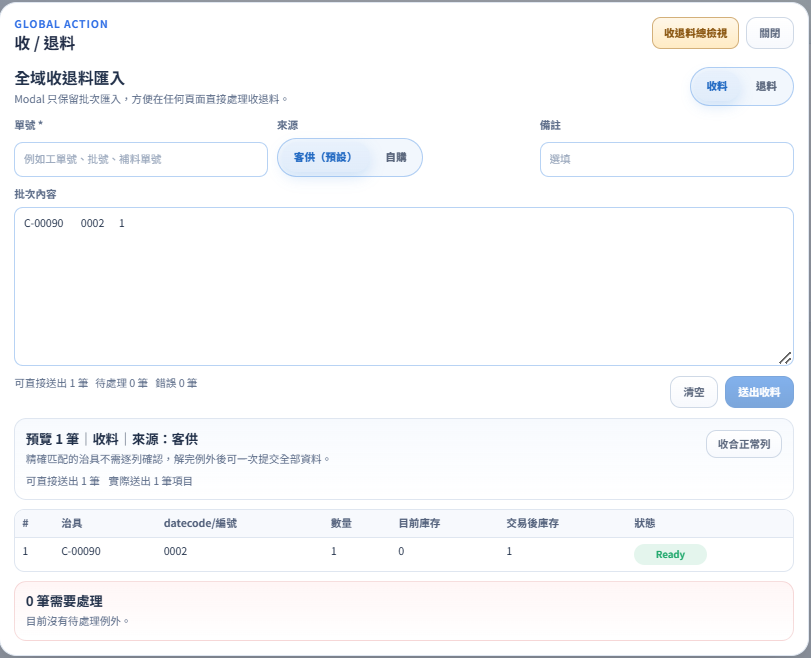 GLOBAL ACTION
收 / 退料
收退料總檢視
關閉
全域收退料匯入
Modal 只保留批次匯入，方便在任何頁面直接處理收退料。
收料
退料
單號 *
來源
備註
例如工單號、批號、補料單號
客供（預設）
自購
選填
批次內容
C-00090 0002 1
可直接送出 1 筆 待處理 0 筆 錯誤 0 筆
清空
送出收料
預覽 1 筆｜收料｜來源：客供
精確匹配的治具不需逐列確認，解完例外後可一次提交全部資料。
可直接送出 1 筆 實際送出 1 筆項目
收合正常列
# 治具 datecode/編號 數量 目前庫存 交易後庫存 狀態
1 C-00090 0002 1 0 1 Ready
0 筆需要處理
目前沒有待處理例外。